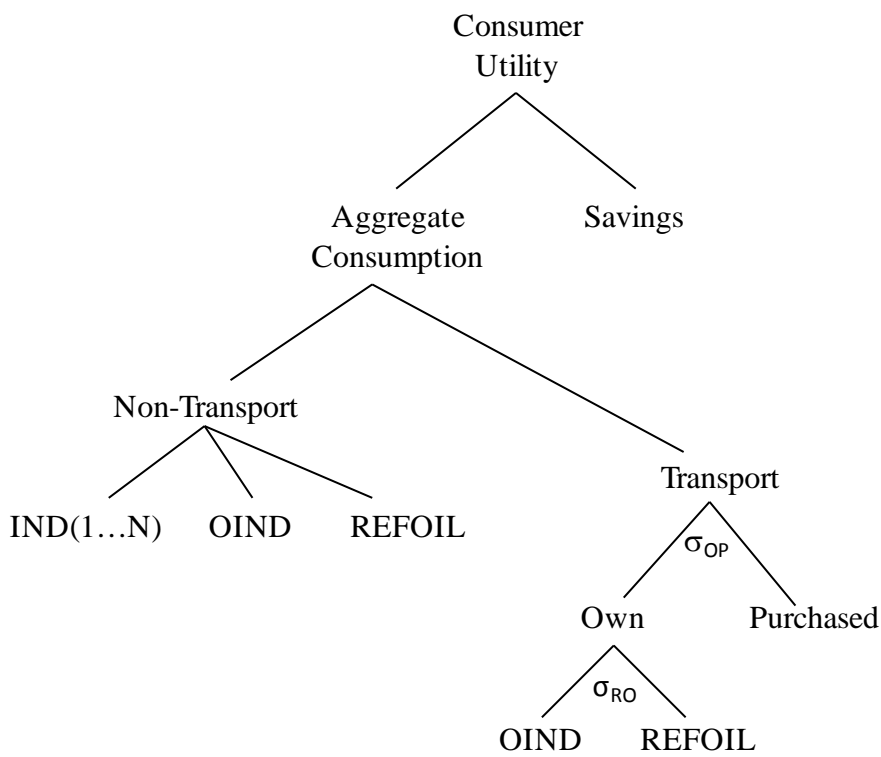 Consumer
Utility
Aggregate
Consumption
Savings
Non-Transport
Transport
IND(1…N) OIND REFOIL
σOP
Own
Purchased
σRO
OIND REFOIL